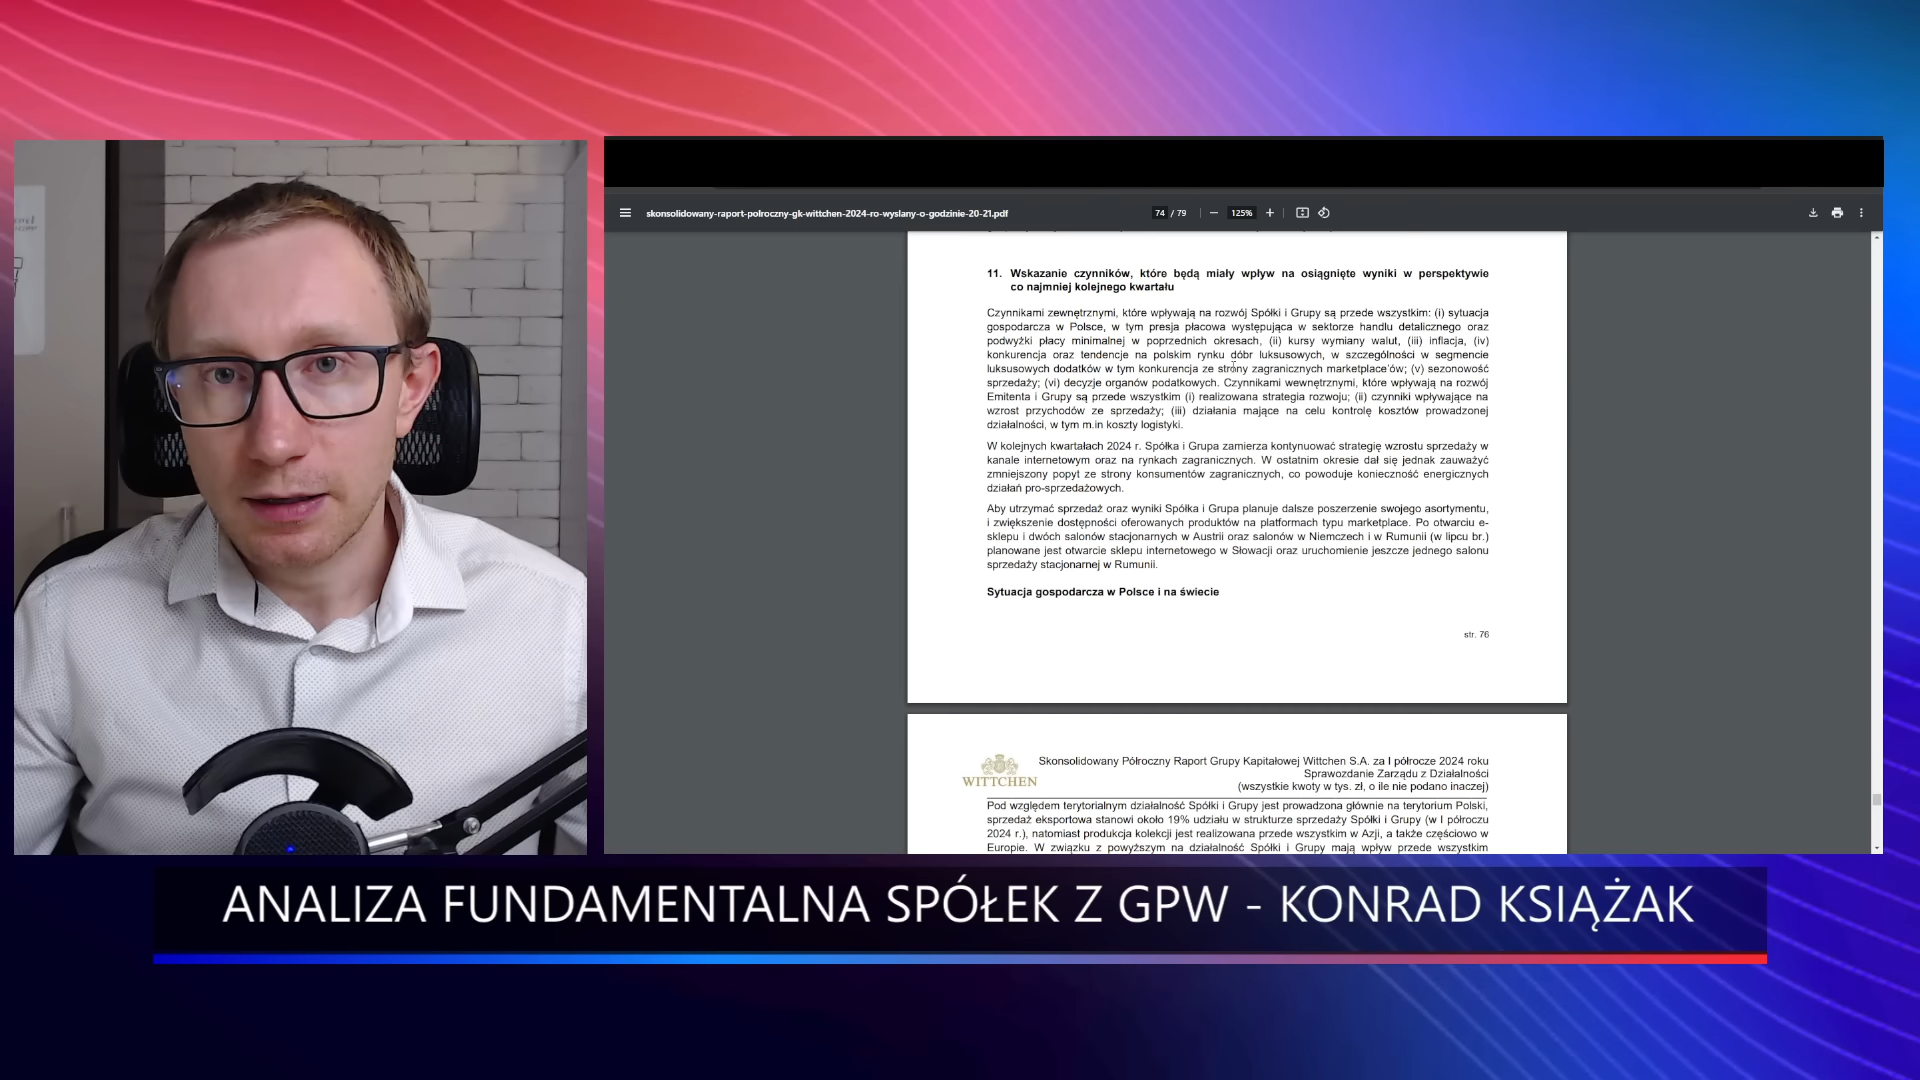 skonsolidowany-raport-polroczny-gk-wittchen-2024-ro-wyslany-o-godzinie-20-21.pdf
74 / 79
125%
11. Wskazanie czynników, które będą miały wpływ na osiągnięte wyniki w perspektywie
co najmniej kolejnego kwartału
Czynnikami zewnętrznymi, które wpływają na rozwój Spółki i Grupy są przede wszystkim: (i) sytuacja
gospodarcza w Polsce, w tym presja płacowa występująca w sektorze handlu detalicznego oraz
podwyżki płacy minimalnej w poprzednich okresach, (ii) kursy wymiany walut, (iii) inflacja, (iv)
konkurencja oraz tendencje na polskim rynku dóbr luksusowych, w szczególności w segmencie
luksusowych dodatków w tym konkurencja ze strony zagranicznych marketplace'ów; (v) sezonowość
sprzedaży; (vi) decyzje organów podatkowych. Czynnikami wewnętrznymi, które wpływają na rozwój
Emitenta i Grupy są przede wszystkim (i) realizowana strategia rozwoju; (ii) czynniki wpływające na
wzrost przychodów ze sprzedaży; (iii) działania mające na celu kontrolę kosztów prowadzonej
działalności, w tym m.in koszty logistyki.
W kolejnych kwartałach 2024 r. Spółka i Grupa zamierza kontynuować strategię wzrostu sprzedaży w
kanale internetowym oraz na rynkach zagranicznych. W ostatnim okresie dał się jednak zauważyć
zmniejszony popyt ze strony konsumentów zagranicznych, co powoduje konieczność energicznych
działań pro-sprzedażowych.
Aby utrzymać sprzedaż oraz wyniki Spółka i Grupa planuje dalsze poszerzenie swojego asortymentu,
i zwiększenie dostępności oferowanych produktów na platformach typu marketplace. Po otwarciu e-
sklepu i dwóch salonów stacjonarnych w Austrii oraz salonów w Niemczech i w Rumunii (w lipcu br.)
planowane jest otwarcie sklepu internetowego w Słowacji oraz uruchomienie jeszcze jednego salonu
sprzedaży stacjonarnej w Rumunii.
Sytuacja gospodarcza w Polsce i na świecie
str. 76
WITTCHEN
Skonsolidowany Półroczny Raport Grupy Kapitałowej Wittchen S.A. za I półrocze 2024 roku
Sprawozdanie Zarządu z Działalności
(wszystkie kwoty w tys. zł, o ile nie podano inaczej)
Pod względem terytorialnym działalność Spółki i Grupy jest prowadzona głównie na terytorium Polski,
sprzedaż eksportowa stanowi około 19% udziału w strukturze sprzedaży Spółki i Grupy (w I półroczu
2024 r.), natomiast produkcja kolekcji jest realizowana przede wszystkim w Azji, a także częściowo w
Europie. W związku z powyższym na działalność Spółki i Grupy mają wpływ przede wszystkim
ANALIZA FUNDAMENTALNA SPÓŁEK Z GPW - KONRAD KSIĄŻAK